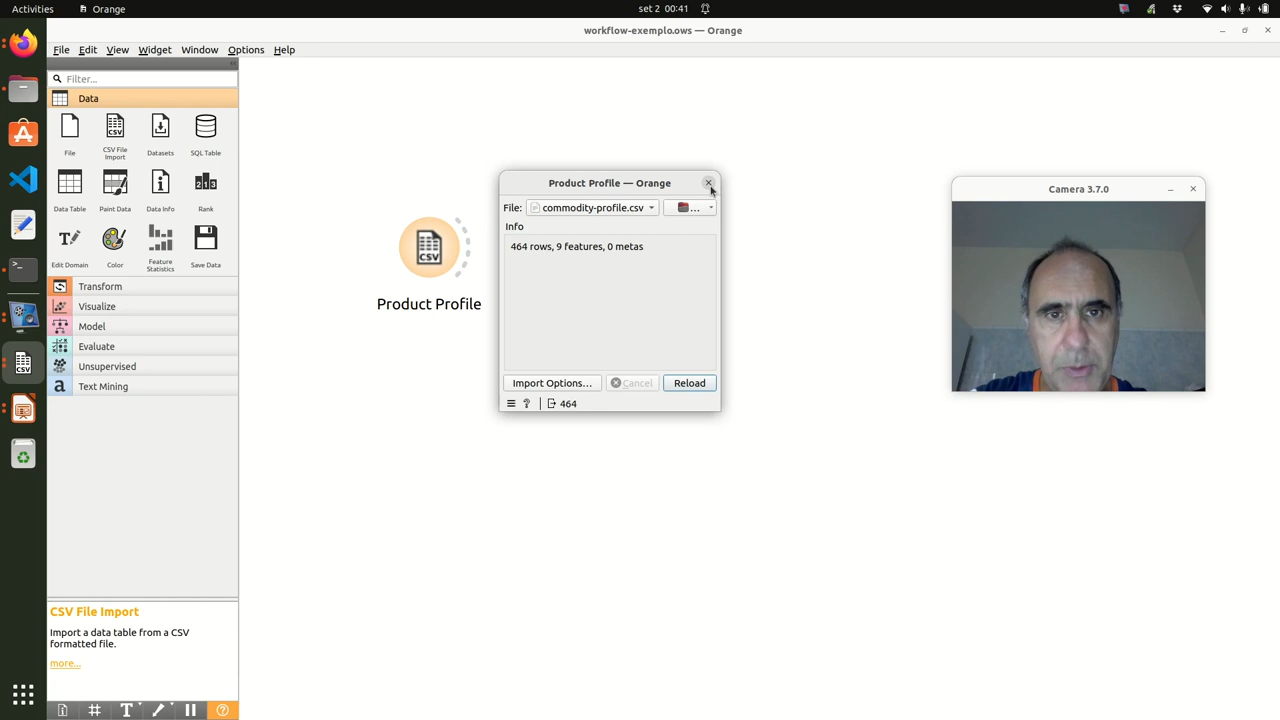 Activities
Orange
set 2 00:41
workflow-exemplo.ows — Orange
File Edit View Widget Window Options Help
Filter...
Data
File
CSV File Import
Datasets
SQL Table
Data Table
Paint Data
Data Info
Rank
Edit Domain
Color
Feature Statistics
Save Data
Transform
Visualize
Model
Evaluate
Unsupervised
Text Mining
CSV File Import
Import a data table from a CSV
formatted file.
more...
CSV
Product Profile
Product Profile — Orange
File: commodity-profile.csv ...
Info
464 rows, 9 features, 0 metas
Import Options... Cancel Reload
464
Camera 3.7.0